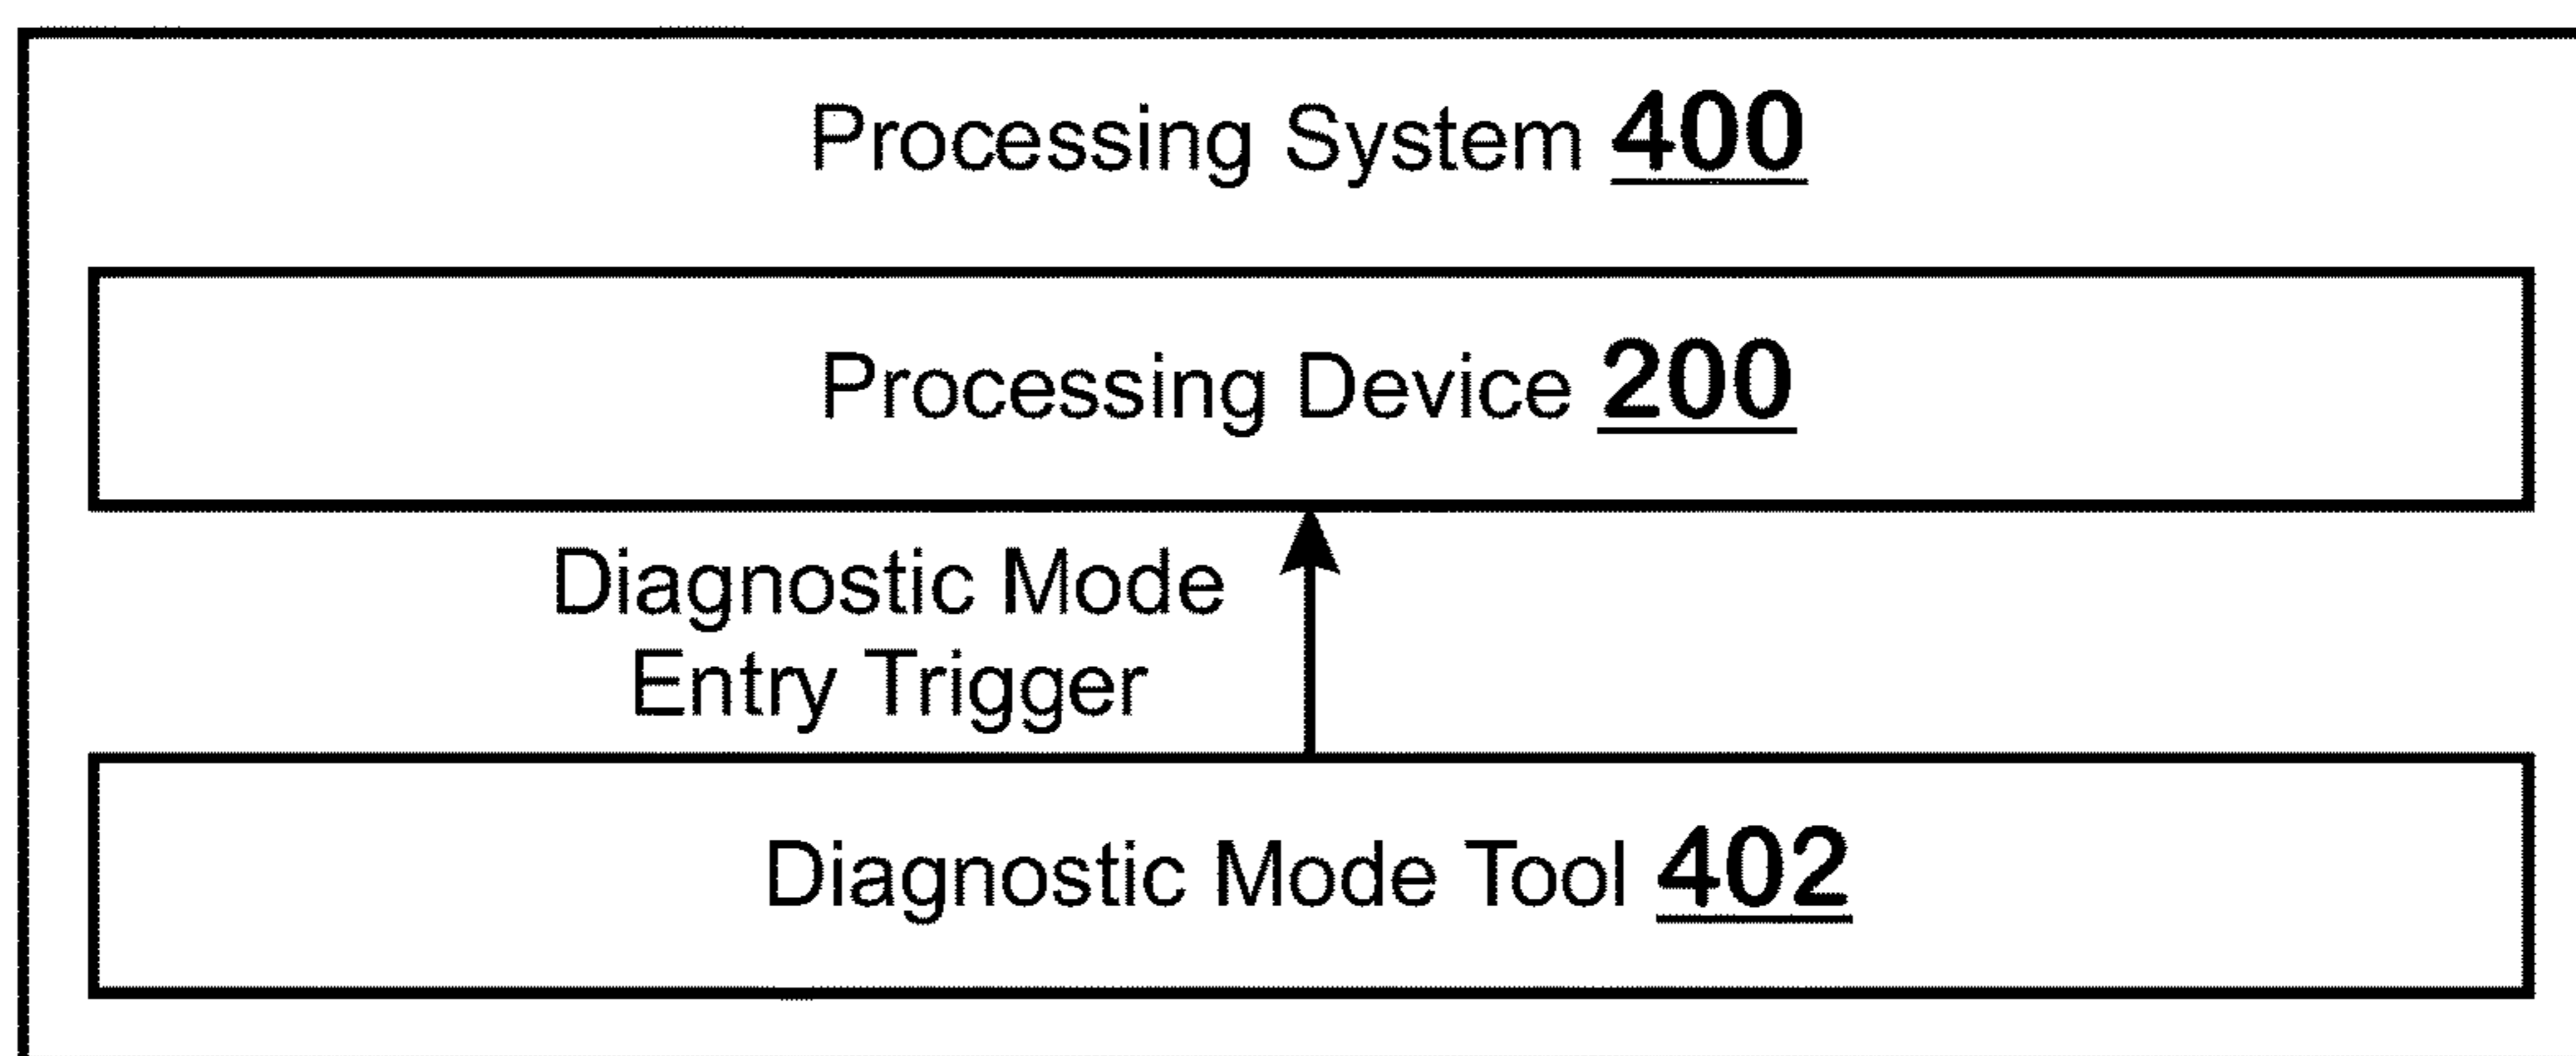 Processing System 400
Processing Device 200
Diagnostic Mode
Entry Trigger
Diagnostic Mode Tool 402